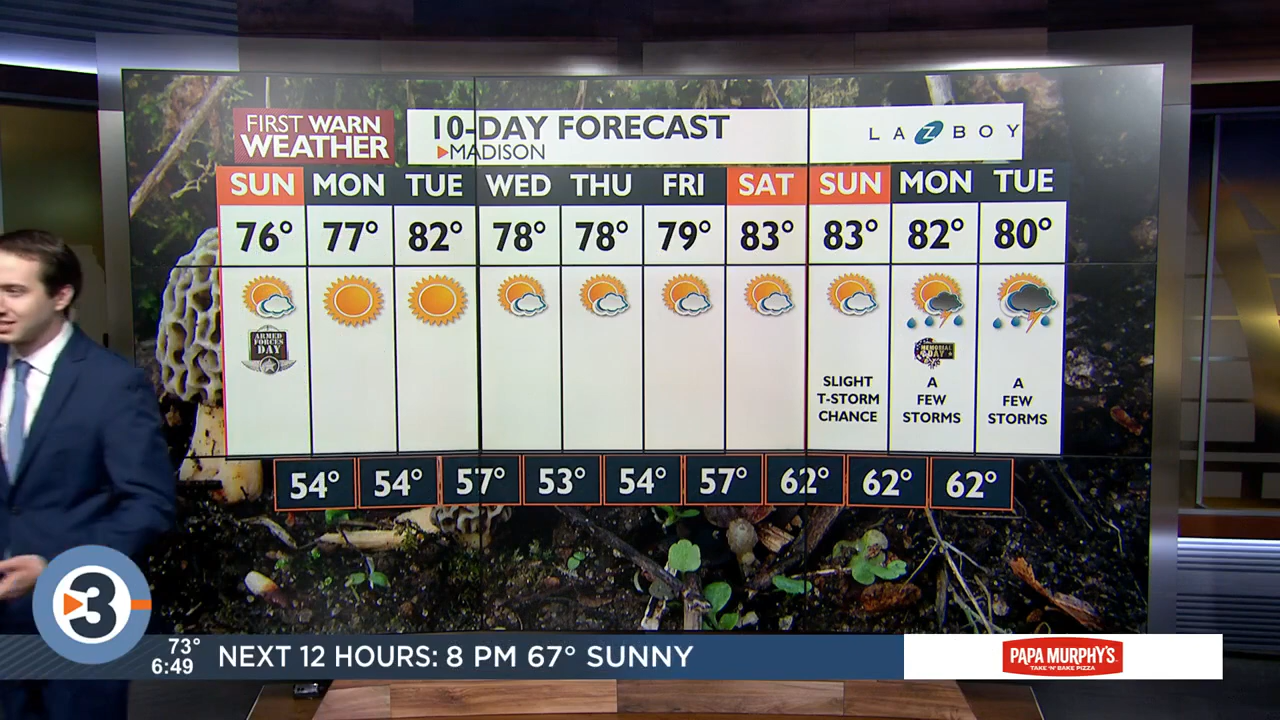 FIRST WARN
WEATHER
10-DAY FORECAST
MADISON
LA Z BOY
SUN MON TUE WED THU FRI SAT SUN MON TUE
76° 77° 82° 78° 78° 79° 83° 83° 82° 80°
ARMED
FORCES
DAY
MEMORIAL
DAY
SLIGHT
T-STORM
CHANCE
A
FEW
STORMS
A
FEW
STORMS
54° 54° 57° 53° 54° 57° 62° 62° 62°
3
73°
6:49
NEXT 12 HOURS: 8 PM 67° SUNNY
PAPA MURPHY'S
TAKE 'N' BAKE PIZZA